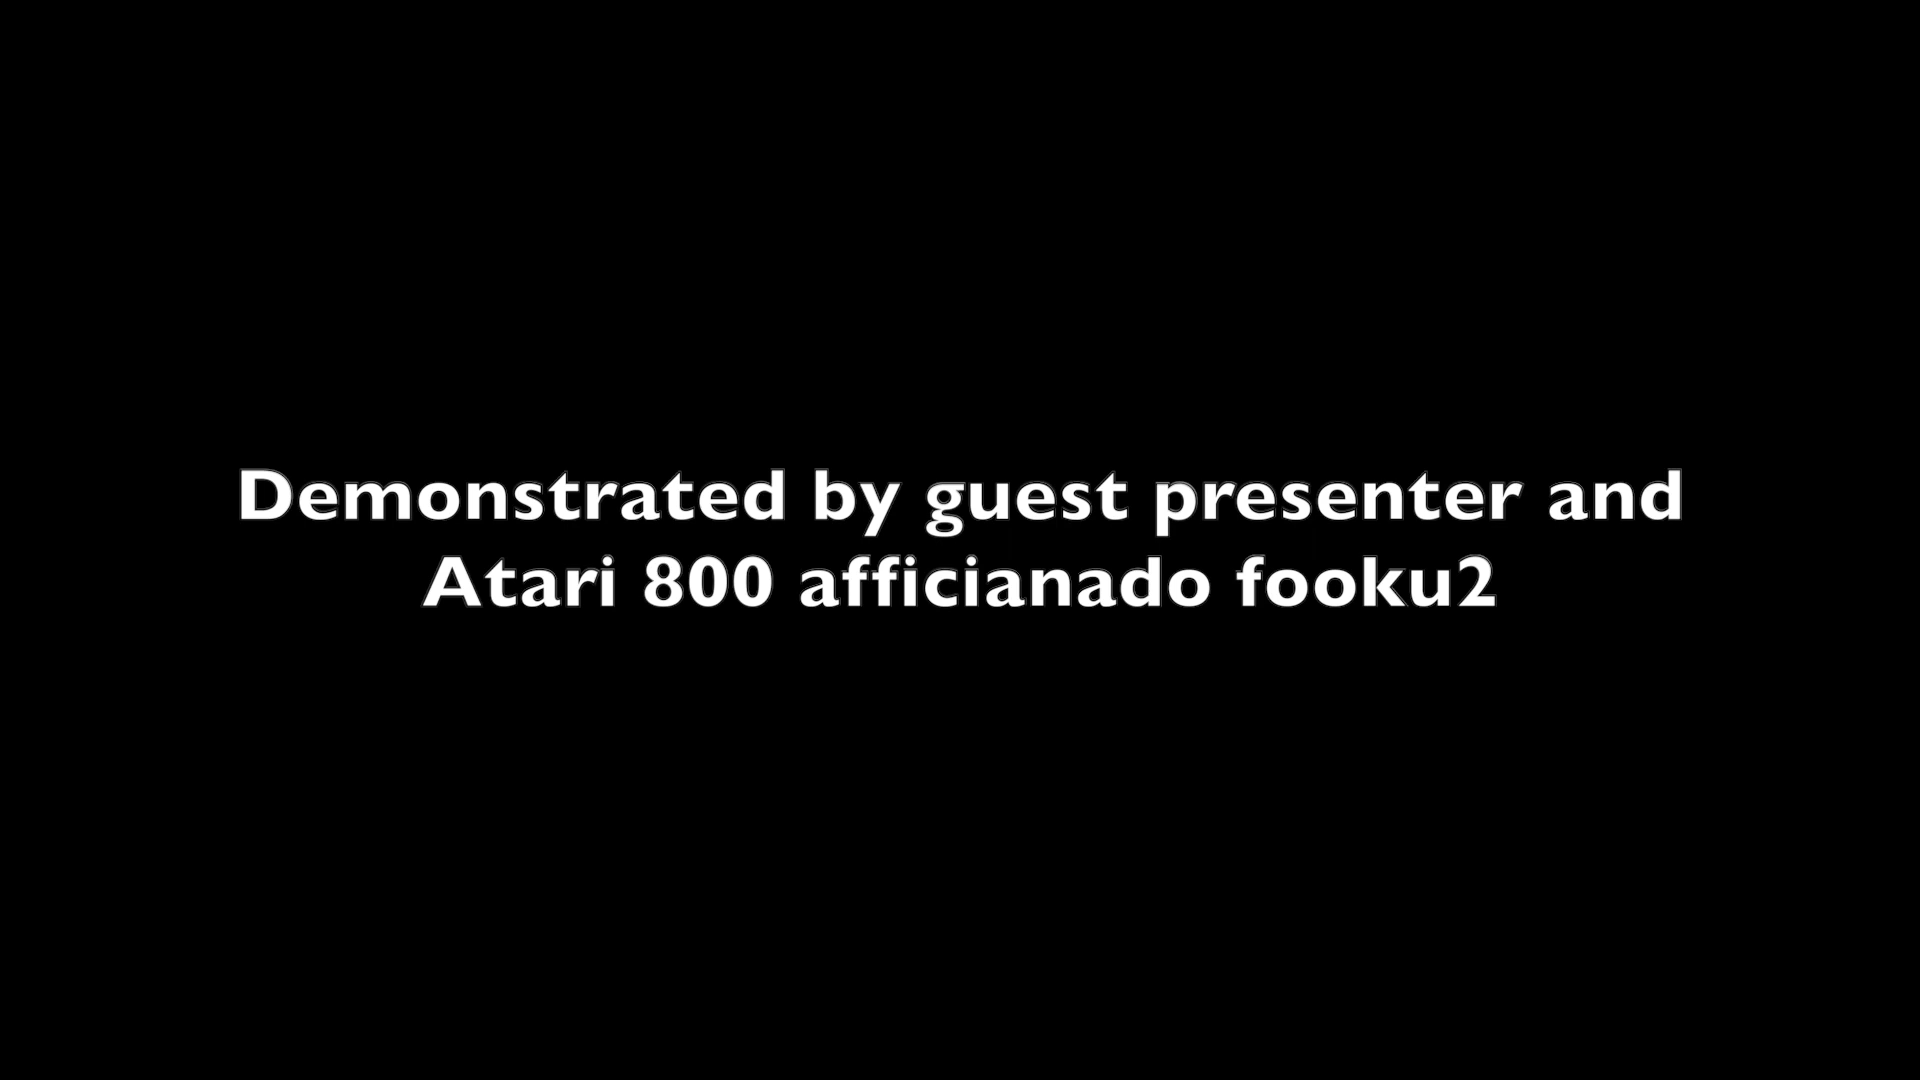 Demonstrated by guest presenter and
Atari 800 afficianado fooku2